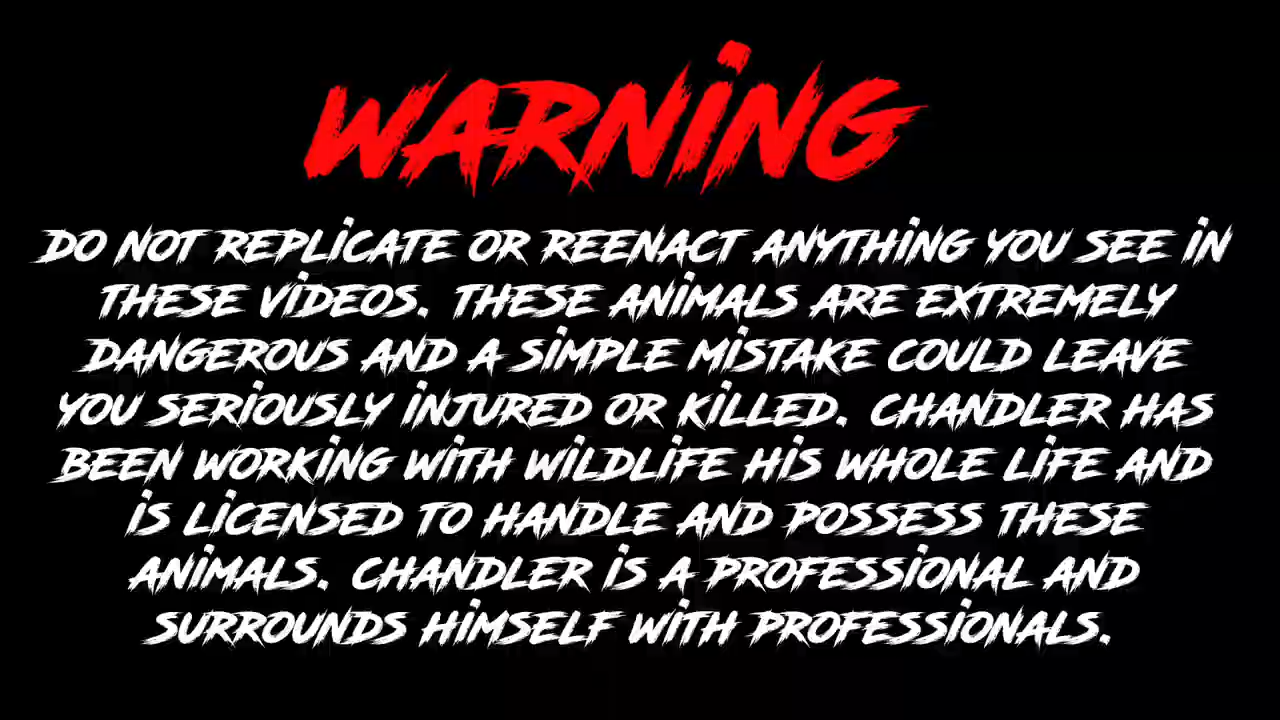 WARNING
DO NOT REPLICATE OR REENACT ANYTHING YOU SEE IN
THESE VIDEOS. THESE ANIMALS ARE EXTREMELY
DANGEROUS AND A SIMPLE MISTAKE COULD LEAVE
YOU SERIOUSLY INJURED OR KILLED. CHANDLER HAS
BEEN WORKING WITH WILDLIFE HIS WHOLE LIFE AND
IS LICENSED TO HANDLE AND POSSESS THESE
ANIMALS. CHANDLER IS A PROFESSIONAL AND
SURROUNDS HIMSELF WITH PROFESSIONALS.